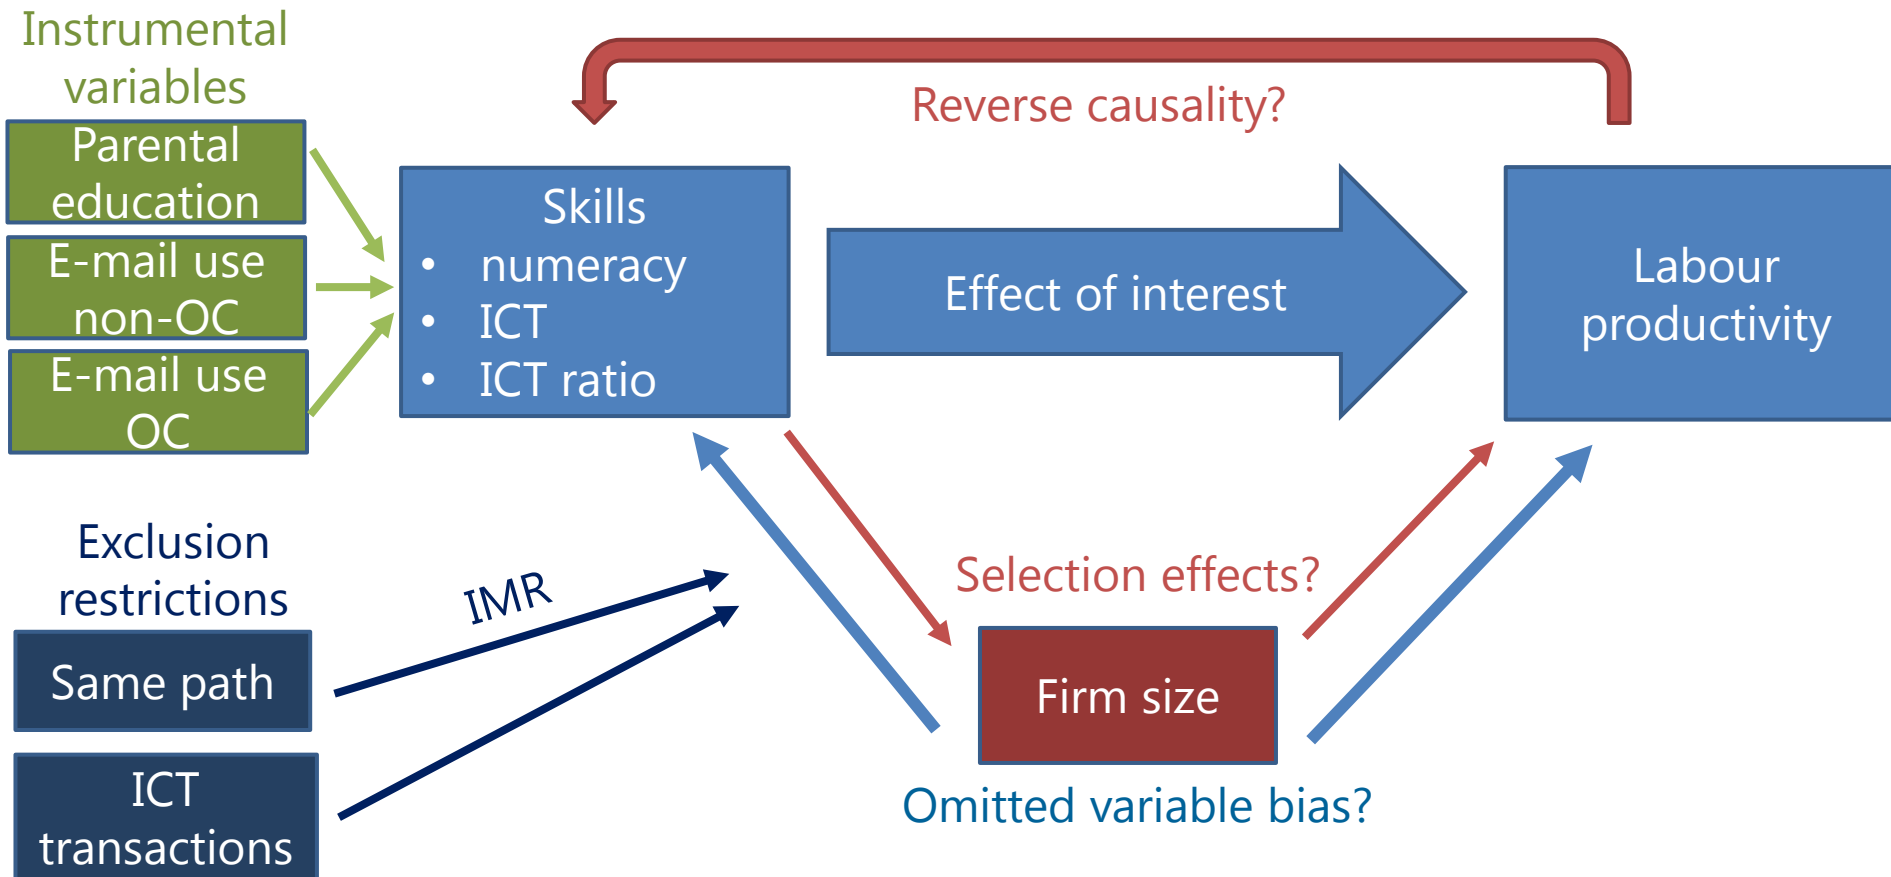 Instrumental
variables
Parental
education
E-mail use
non-OC
E-mail use
OC
Reverse causality?
Skills
• numeracy
• ICT
• ICT ratio
Effect of interest
Labour
productivity
Exclusion
restrictions
Same path
ICT
transactions
IMR
Selection effects?
Firm size
Omitted variable bias?